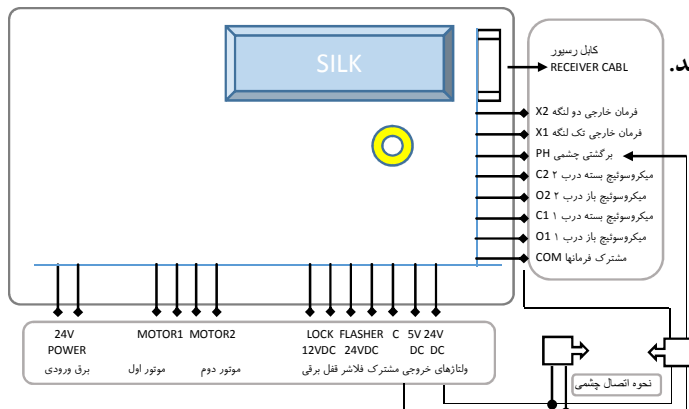 SILK
کابل رسیور
RECEIVER CABL
د.
فرمان خارجی دو لنگه X2
فرمان خارجی تک لنگه X1
برگشتی چشمی PH
میکروسوئیچ بسته درب ۲ C2
میکروسوئیچ باز درب ۲ O2
میکروسوئیچ بسته درب ۱ C1
میکروسوئیچ باز درب ۱ O1
مشترک فرمانها COM
24V MOTOR1 MOTOR2 LOCK FLASHER C 5V 24V
POWER 12VDC 24VDC DC DC
برق ورودی موتور اول موتور دوم ولتاژهای خروجی مشترک فلاشر قفل برقی
نحوه اتصال چشمی